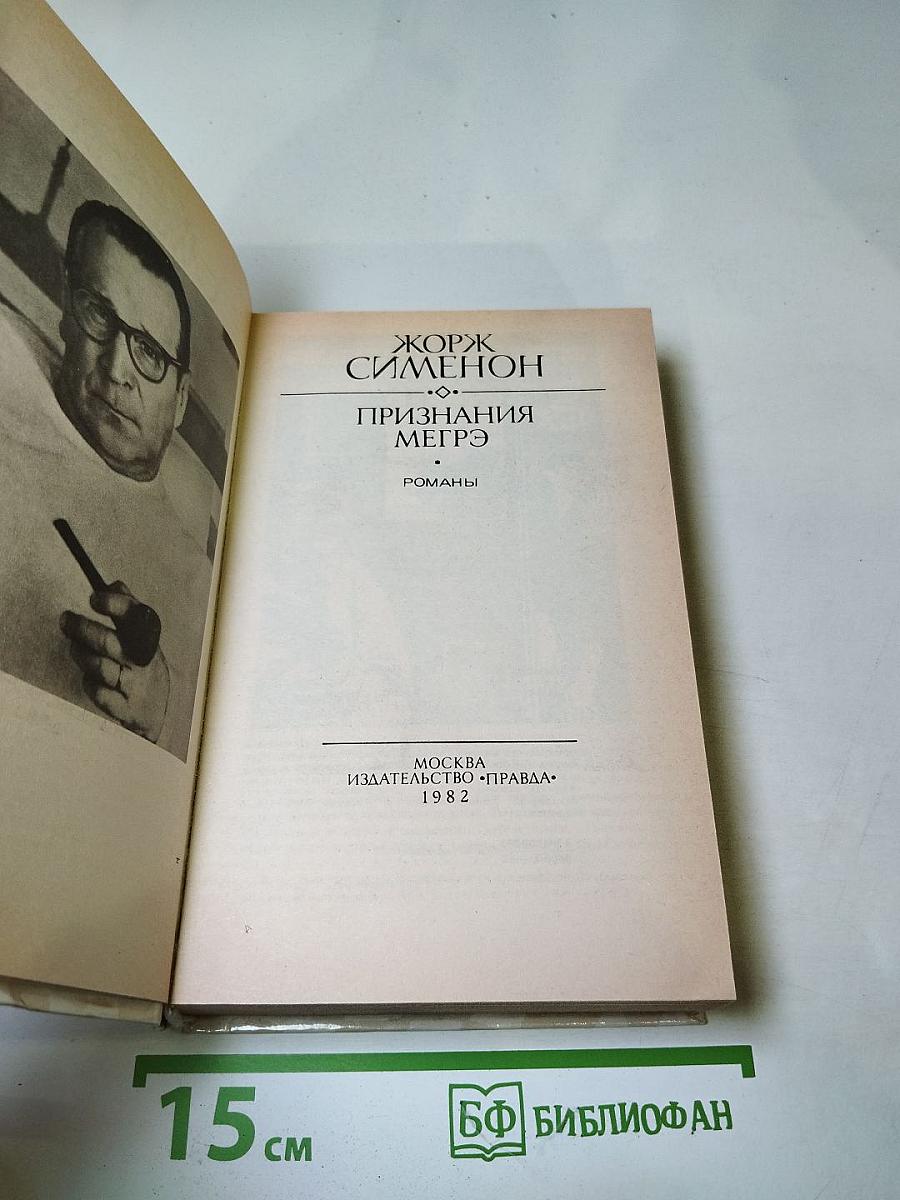 ЖОРЖ
СИМЕНОН
ПРИЗНАНИЯ
МЕГРЭ
РОМАНЫ
МОСКВА
ИЗДАТЕЛЬСТВО «ПРАВДА»
1982
15 см
БФ БИБЛИОФАН